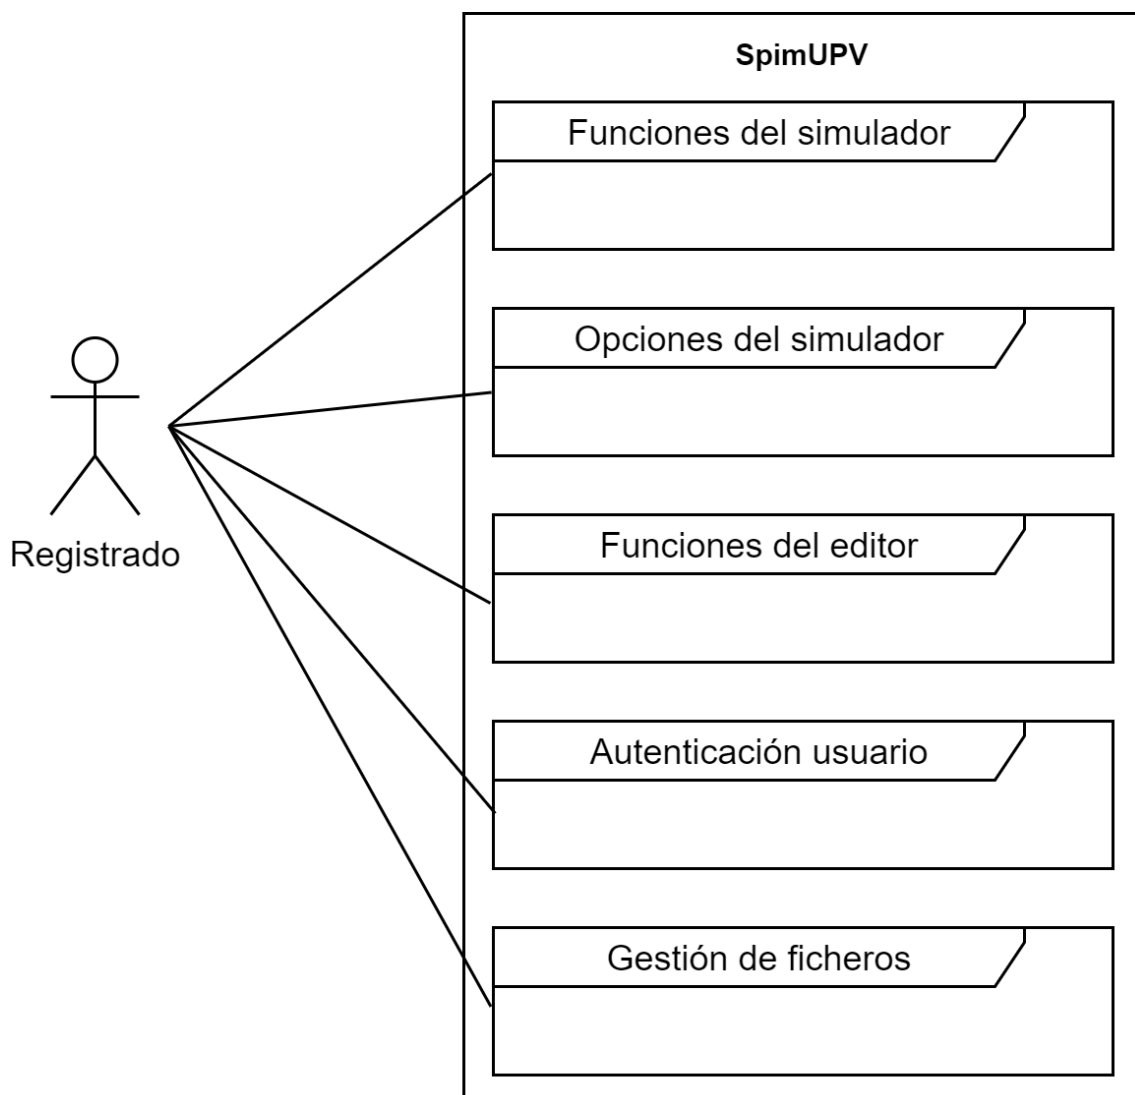 SpimUPV
Funciones del simulador
Opciones del simulador
Funciones del editor
Registrado
Autenticación usuario
Gestión de ficheros